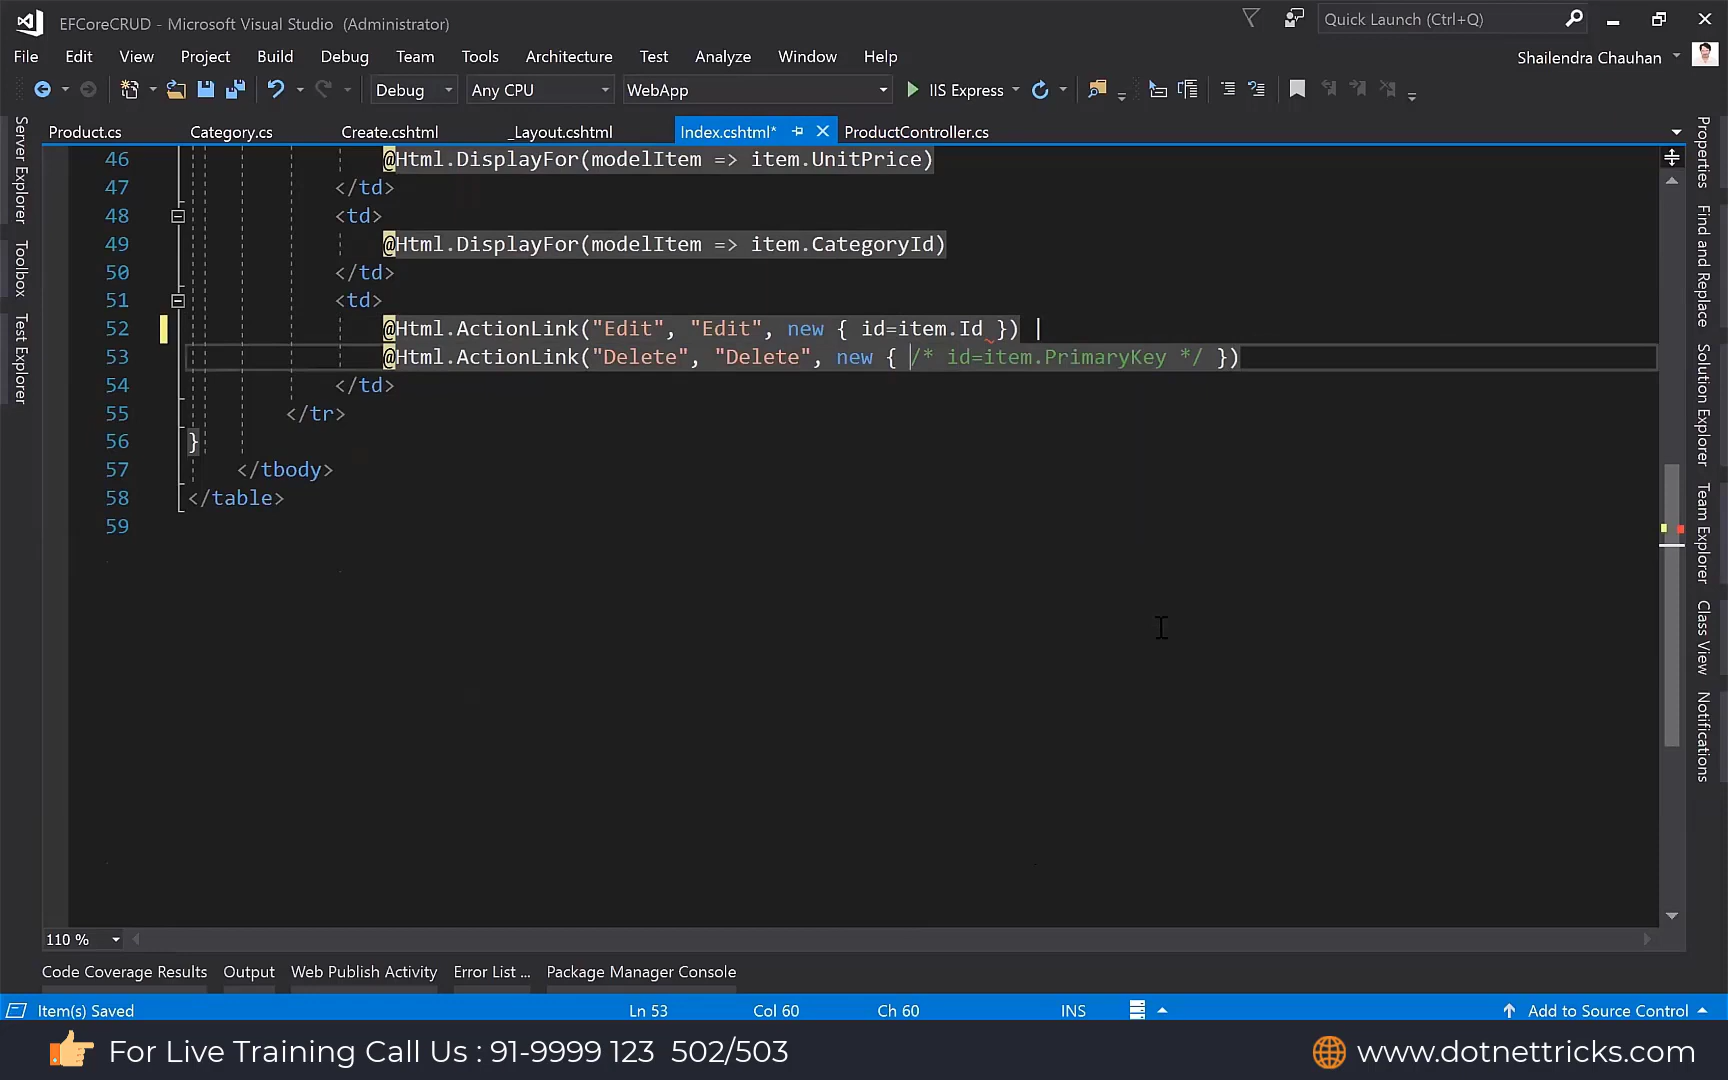 EFCoreCRUD - Microsoft Visual Studio (Administrator)
Quick Launch (Ctrl+Q)
File Edit View Project Build Debug Team Tools Architecture Test Analyze Window Help
Shailendra Chauhan
Debug Any CPU WebApp IIS Express
Product.cs Category.cs Create.cshtml _Layout.cshtml Index.cshtml* ProductController.cs
Server Explorer
Toolbox
Test Explorer
46 @Html.DisplayFor(modelItem => item.UnitPrice)
47 </td>
48 <td>
49 @Html.DisplayFor(modelItem => item.CategoryId)
50 </td>
51 <td>
52 @Html.ActionLink("Edit", "Edit", new { id=item.Id }) |
53 @Html.ActionLink("Delete", "Delete", new { /* id=item.PrimaryKey */ })
54 </td>
55 </tr>
56 }
57 </tbody>
58 </table>
59
Properties
Find and Replace
Solution Explorer
Team Explorer
Class View
Notifications
110 %
Code Coverage Results Output Web Publish Activity Error List ... Package Manager Console
Item(s) Saved Ln 53 Col 60 Ch 60 INS Add to Source Control
For Live Training Call Us : 91-9999 123 502/503 www.dotnettricks.com